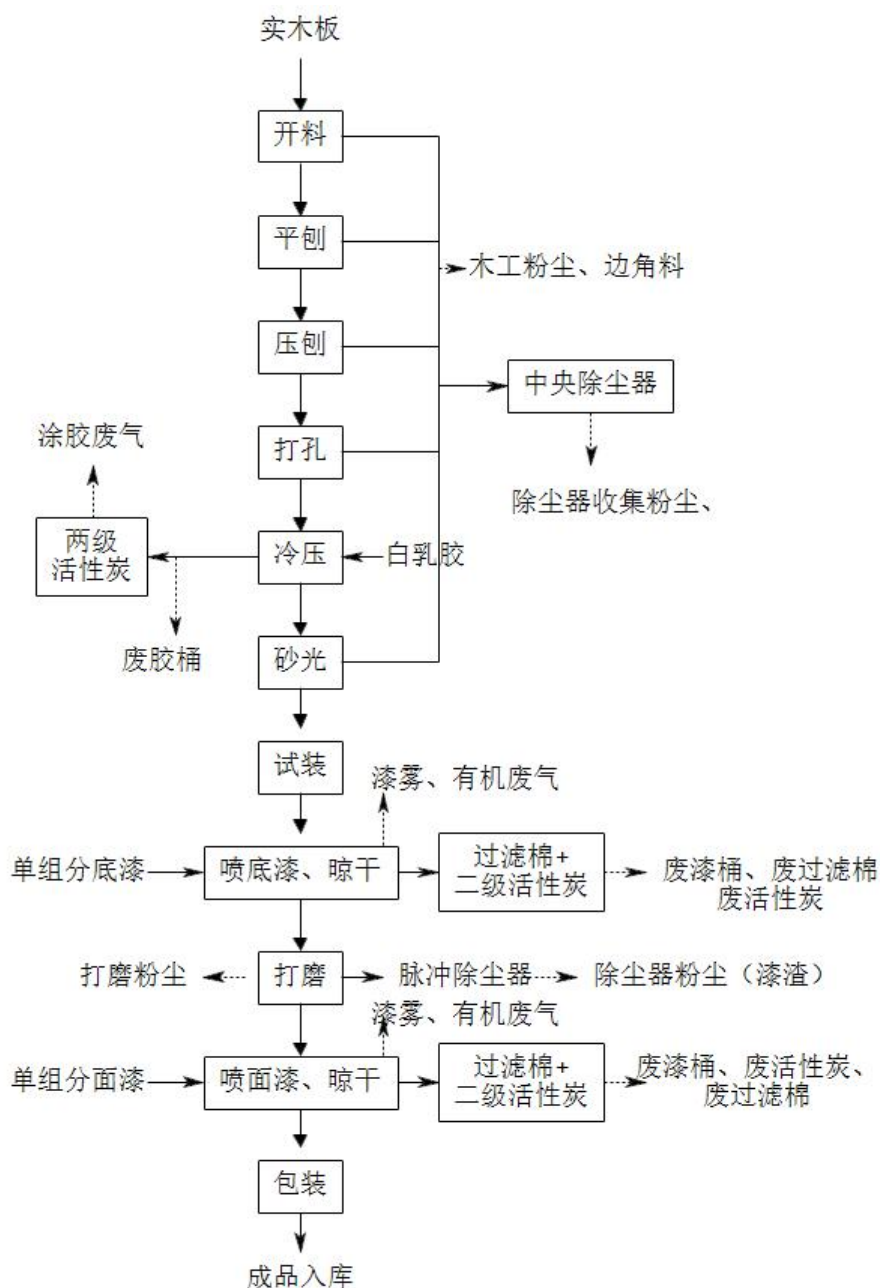 实木板
开料
平刨
木工粉尘、边角料
压刨
中央除尘器
涂胶废气
打孔
除尘器收集粉尘、
两级
活性炭
冷压
白乳胶
废胶桶
砂光
试装
漆雾、有机废气
单组分底漆
喷底漆、晾干
过滤棉+
二级活性炭
废漆桶、废过滤棉
废活性炭
打磨粉尘
打磨
脉冲除尘器
除尘器粉尘（漆渣）
漆雾、有机废气
单组分面漆
喷面漆、晾干
过滤棉+
二级活性炭
废漆桶、废活性炭、
废过滤棉
包装
成品入库